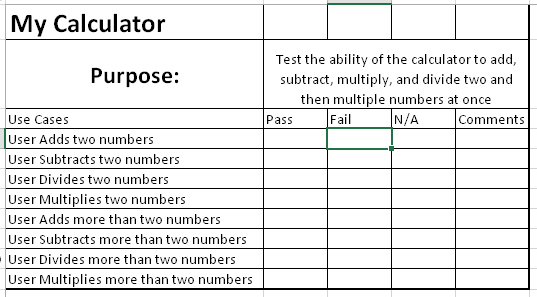 My Calculator
Purpose:
Test the ability of the calculator to add,
subtract, multiply, and divide two and
then multiple numbers at once
Use Cases Pass Fail N/A Comments
User Adds two numbers
User Subtracts two numbers
User Divides two numbers
User Multiplies two numbers
User Adds more than two numbers
User Subtracts more than two numbers
User Divides more than two numbers
User Multiplies more than two numbers